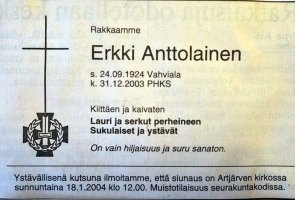 Rakkaamme
Erkki Anttolainen
s. 24.09.1924 Vahviala
k. 31.12.2003 PHKS
Kiittäen ja kaivaten
Lauri ja serkut perheineen
Sukulaiset ja ystävät
On vain hiljaisuus ja suru sanaton.
Ystävällisenä kutsuna ilmoitamme, että siunaus on Artjärven kirkossa
sunnuntaina 18.1.2004 klo 12.00. Muistotilaisuus seurakuntakodissa.